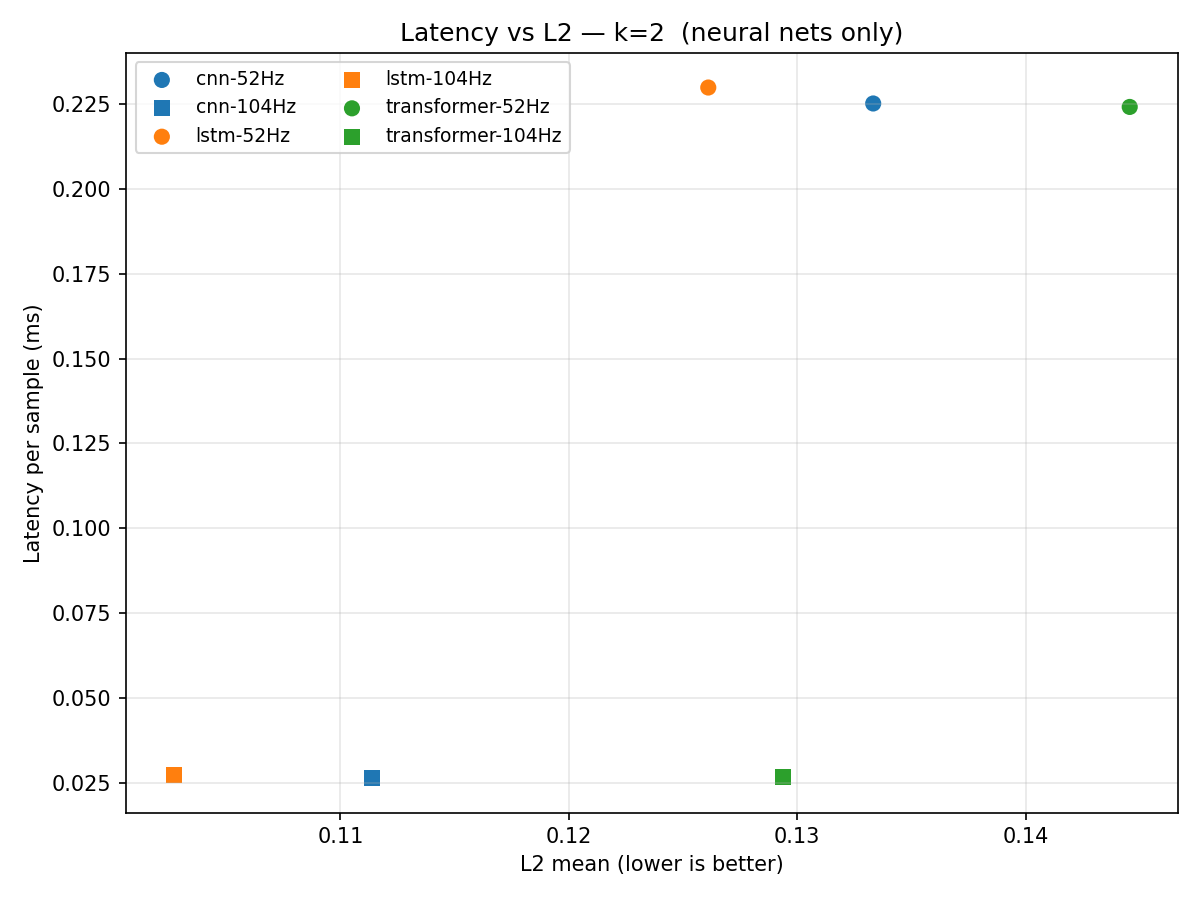 Latency vs L2 — k=2  (neural nets only)
cnn-52Hz
cnn-104Hz
lstm-52Hz
lstm-104Hz
transformer-52Hz
transformer-104Hz
Latency per sample (ms)
0.225
0.200
0.175
0.150
0.125
0.100
0.075
0.050
0.025
0.11 0.12 0.13 0.14
L2 mean (lower is better)